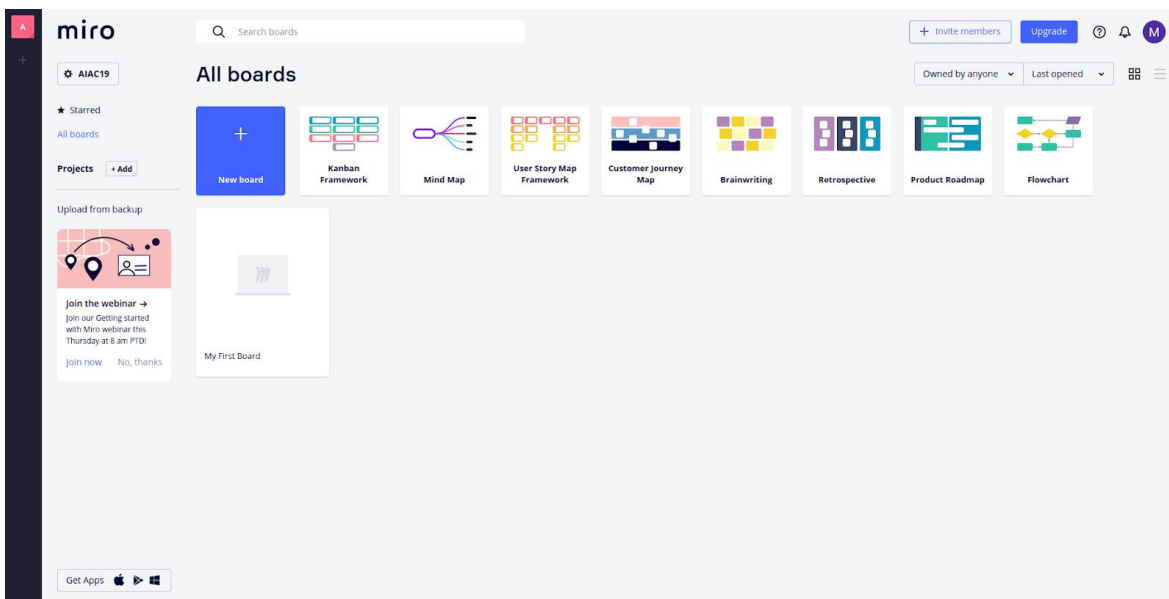 A
miro
Search boards
+ Invite members
Upgrade
M
AIAC19
All boards
Owned by anyone
Last opened
Starred
All boards
Projects
+ Add
Upload from backup
New board
Kanban
Framework
Mind Map
User Story Map
Framework
Customer Journey
Map
Brainwriting
Retrospective
Product Roadmap
Flowchart
Join the webinar →
Join our Getting started
with Miro webinar this
Thursday at 8 am PTD!
Join now No, thanks
My First Board
Get Apps